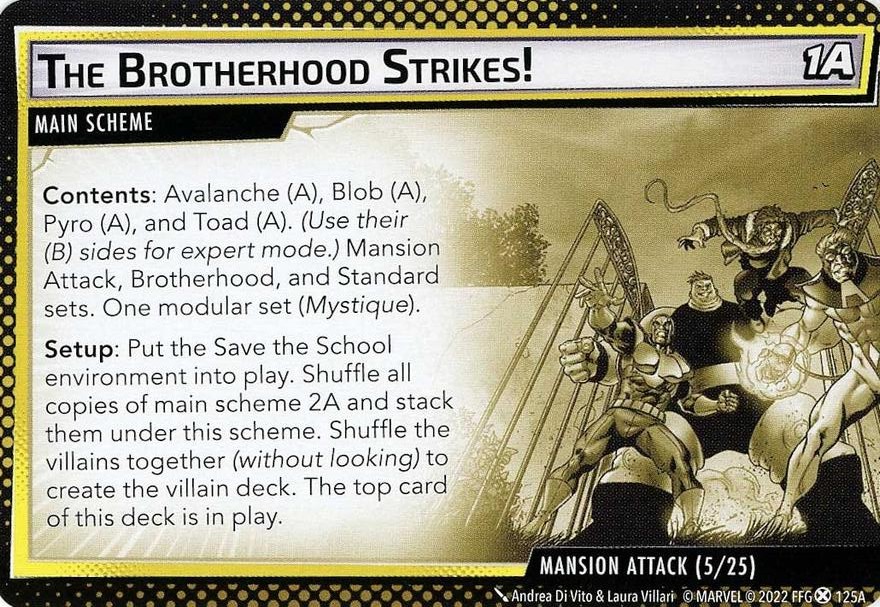 THE BROTHERHOOD STRIKES!
1A
MAIN SCHEME
Contents: Avalanche (A), Blob (A),
Pyro (A), and Toad (A). (Use their
(B) sides for expert mode.) Mansion
Attack, Brotherhood, and Standard
sets. One modular set (Mystique).
Setup: Put the Save the School
environment into play. Shuffle all
copies of main scheme 2A and stack
them under this scheme. Shuffle the
villains together (without looking) to
create the villain deck. The top card
of this deck is in play.
MANSION ATTACK (5/25)
Andrea Di Vito & Laura Villari © MARVEL © 2022 FFG 125A